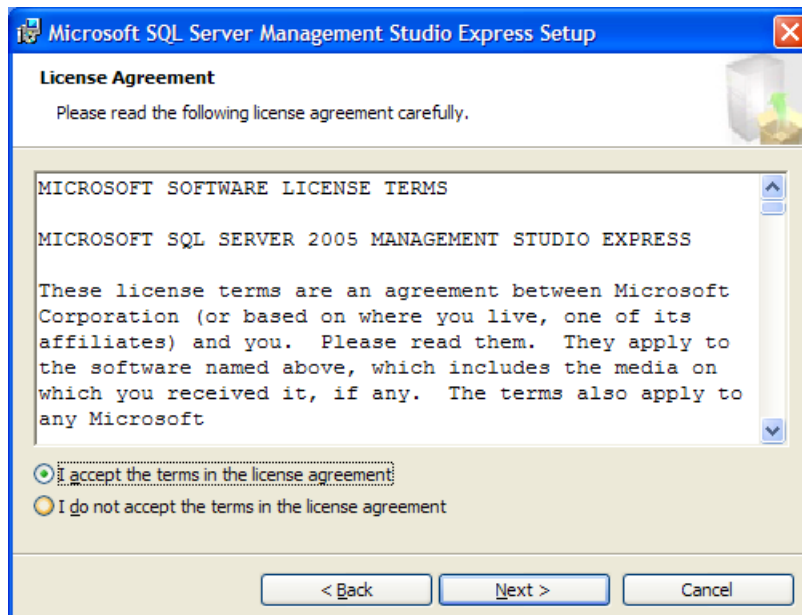 Microsoft SQL Server Management Studio Express Setup
License Agreement
Please read the following license agreement carefully.
MICROSOFT SOFTWARE LICENSE TERMS
MICROSOFT SQL SERVER 2005 MANAGEMENT STUDIO EXPRESS
These license terms are an agreement between Microsoft
Corporation (or based on where you live, one of its
affiliates) and you.  Please read them.  They apply to
the software named above, which includes the media on
which you received it, if any.  The terms also apply to
any Microsoft
I accept the terms in the license agreement
I do not accept the terms in the license agreement
< Back
Next >
Cancel